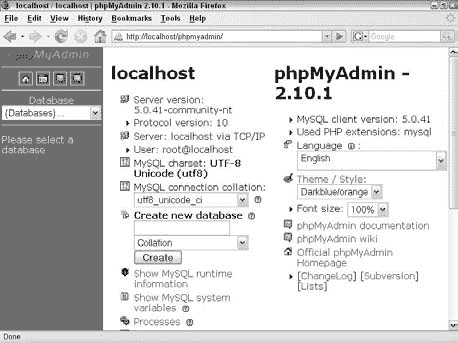 localhost / localhost | phpMyAdmin 2.10.1 - Mozilla Firefox
File Edit View History Bookmarks Tools Help
http://localhost/phpmyadmin/
Google
MyAdmin
Database
(Databases)...
Please select a
database
localhost
Server version:
5.0.41-community-nt
Protocol version: 10
Server: localhost via TCP/IP
User: root@localhost
MySQL charset: UTF-8
Unicode (utf8)
MySQL connection collation:
utf8_unicode_ci
Create new database
Collation
Create
Show MySQL runtime
information
Show MySQL system
variables
Processes
phpMyAdmin -
2.10.1
MySQL client version: 5.0.41
Used PHP extensions: mysql
Language :
English
Theme / Style:
Darkblue/orange
Font size: 100%
phpMyAdmin documentation
phpMyAdmin wiki
Official phpMyAdmin
Homepage
[ChangeLog] [Subversion]
[Lists]
Done